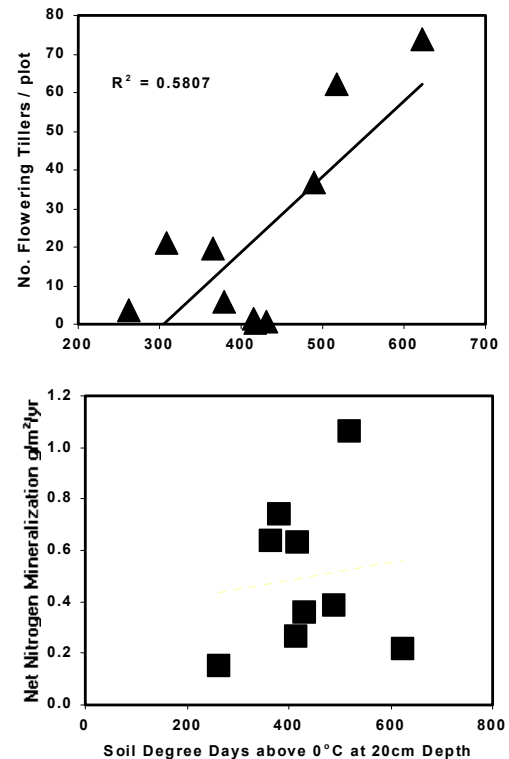 80
70
60
50
40
30
20
10
0
No. Flowering Tillers / plot
R² = 0.5807
200 300 400 500 600 700
1.2
1.0
0.8
0.6
0.4
0.2
0.0
Net Nitrogen Mineralization g/m²/yr
0 200 400 600 800
Soil Degree Days above 0°C at 20cm Depth